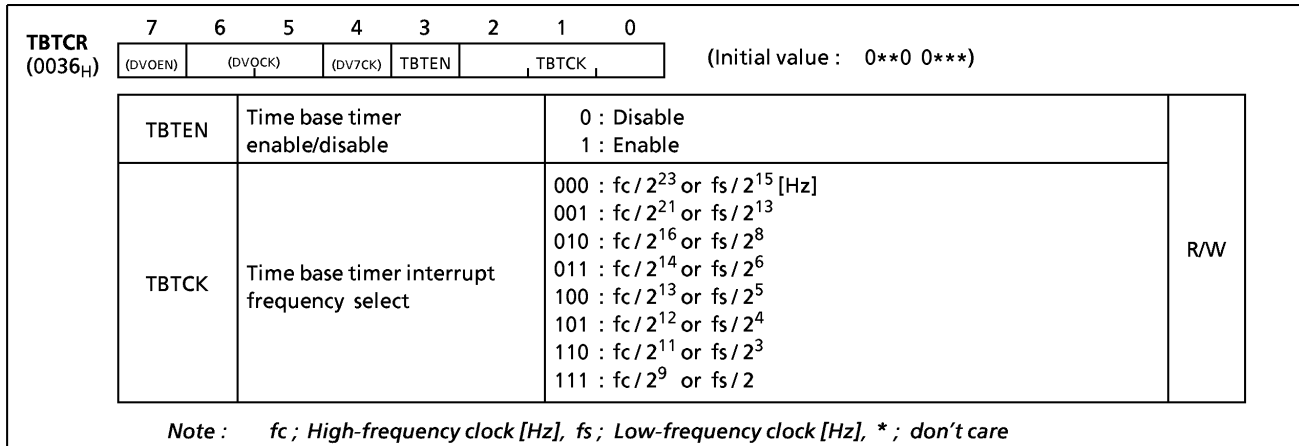 7 6 5 4 3 2 1 0
TBTCR
(0036H)
(DVOEN) (DVOCK) (DV7CK) TBTEN TBTCK
(Initial value : 0**0 0***)
TBTEN
Time base timer
enable/disable
0 : Disable
1 : Enable
TBTCK
Time base timer interrupt
frequency select
000 : fc / 2^23 or fs / 2^15 [Hz]
001 : fc / 2^21 or fs / 2^13
010 : fc / 2^16 or fs / 2^8
011 : fc / 2^14 or fs / 2^6
100 : fc / 2^13 or fs / 2^5
101 : fc / 2^12 or fs / 2^4
110 : fc / 2^11 or fs / 2^3
111 : fc / 2^9 or fs / 2
R/W
Note : fc ; High-frequency clock [Hz], fs ; Low-frequency clock [Hz], * ; don't care